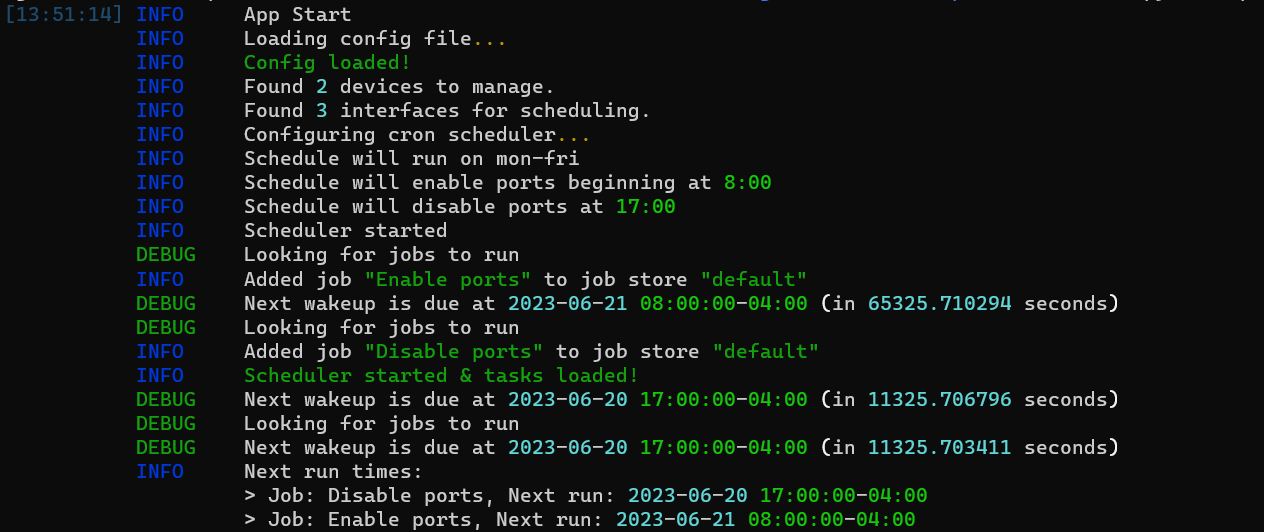 [13:51:14] INFO App Start
INFO Loading config file...
INFO Config loaded!
INFO Found 2 devices to manage.
INFO Found 3 interfaces for scheduling.
INFO Configuring cron scheduler...
INFO Schedule will run on mon-fri
INFO Schedule will enable ports beginning at 8:00
INFO Schedule will disable ports at 17:00
INFO Scheduler started
DEBUG Looking for jobs to run
INFO Added job "Enable ports" to job store "default"
DEBUG Next wakeup is due at 2023-06-21 08:00:00-04:00 (in 65325.710294 seconds)
DEBUG Looking for jobs to run
INFO Added job "Disable ports" to job store "default"
INFO Scheduler started & tasks loaded!
DEBUG Next wakeup is due at 2023-06-20 17:00:00-04:00 (in 11325.706796 seconds)
DEBUG Looking for jobs to run
DEBUG Next wakeup is due at 2023-06-20 17:00:00-04:00 (in 11325.703411 seconds)
INFO Next run times:
> Job: Disable ports, Next run: 2023-06-20 17:00:00-04:00
> Job: Enable ports, Next run: 2023-06-21 08:00:00-04:00